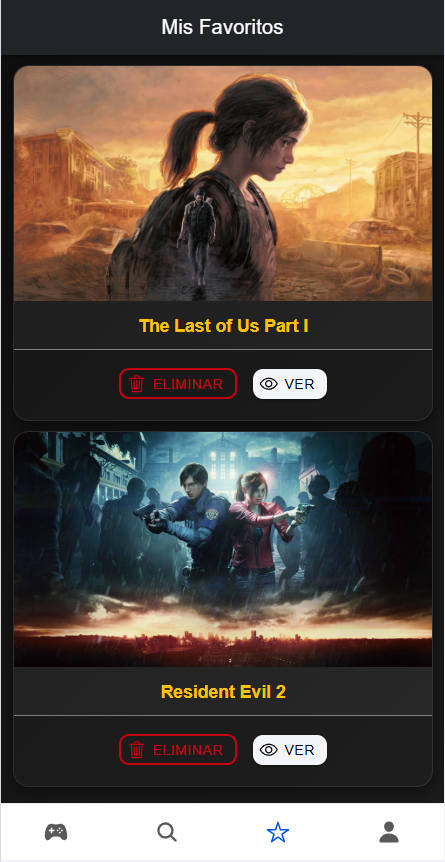 Mis Favoritos
The Last of Us Part I
ELIMINAR VER
Resident Evil 2
ELIMINAR VER